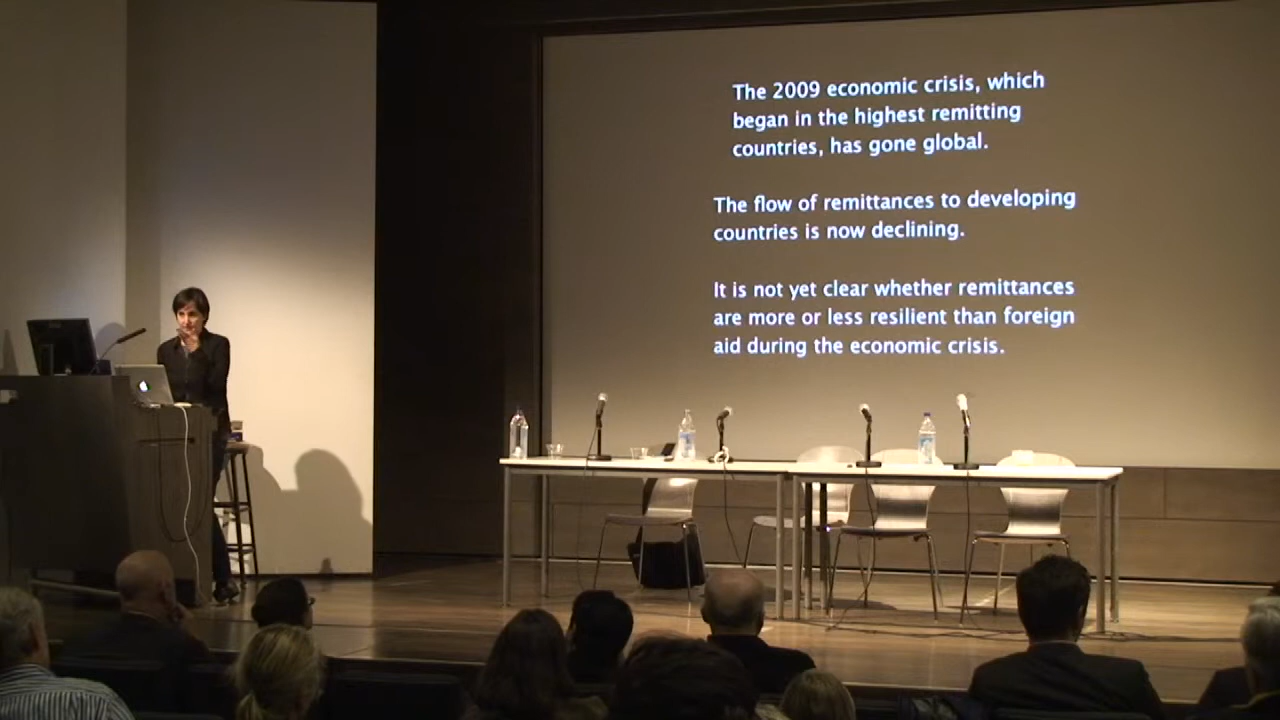 The 2009 economic crisis, which
began in the highest remitting
countries, has gone global.
The flow of remittances to developing
countries is now declining.
It is not yet clear whether remittances
are more or less resilient than foreign
aid during the economic crisis.